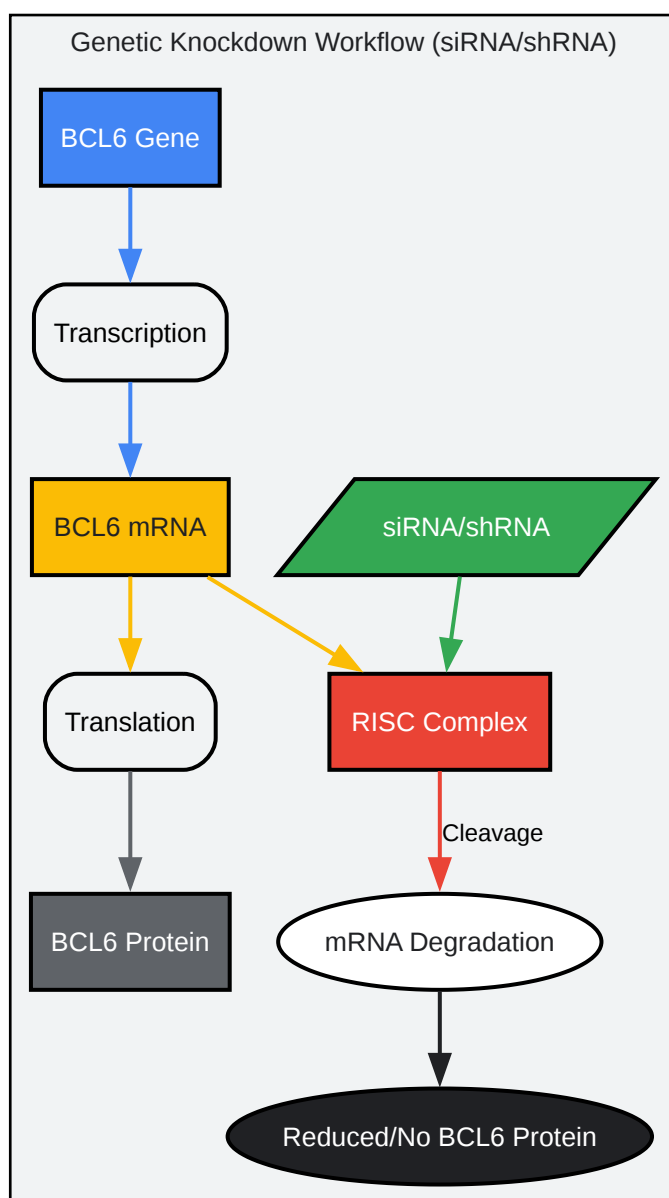 Genetic Knockdown Workflow (siRNA/shRNA)
BCL6 Gene
Transcription
BCL6 mRNA
siRNA/shRNA
Translation
RISC Complex
Cleavage
BCL6 Protein
mRNA Degradation
Reduced/No BCL6 Protein